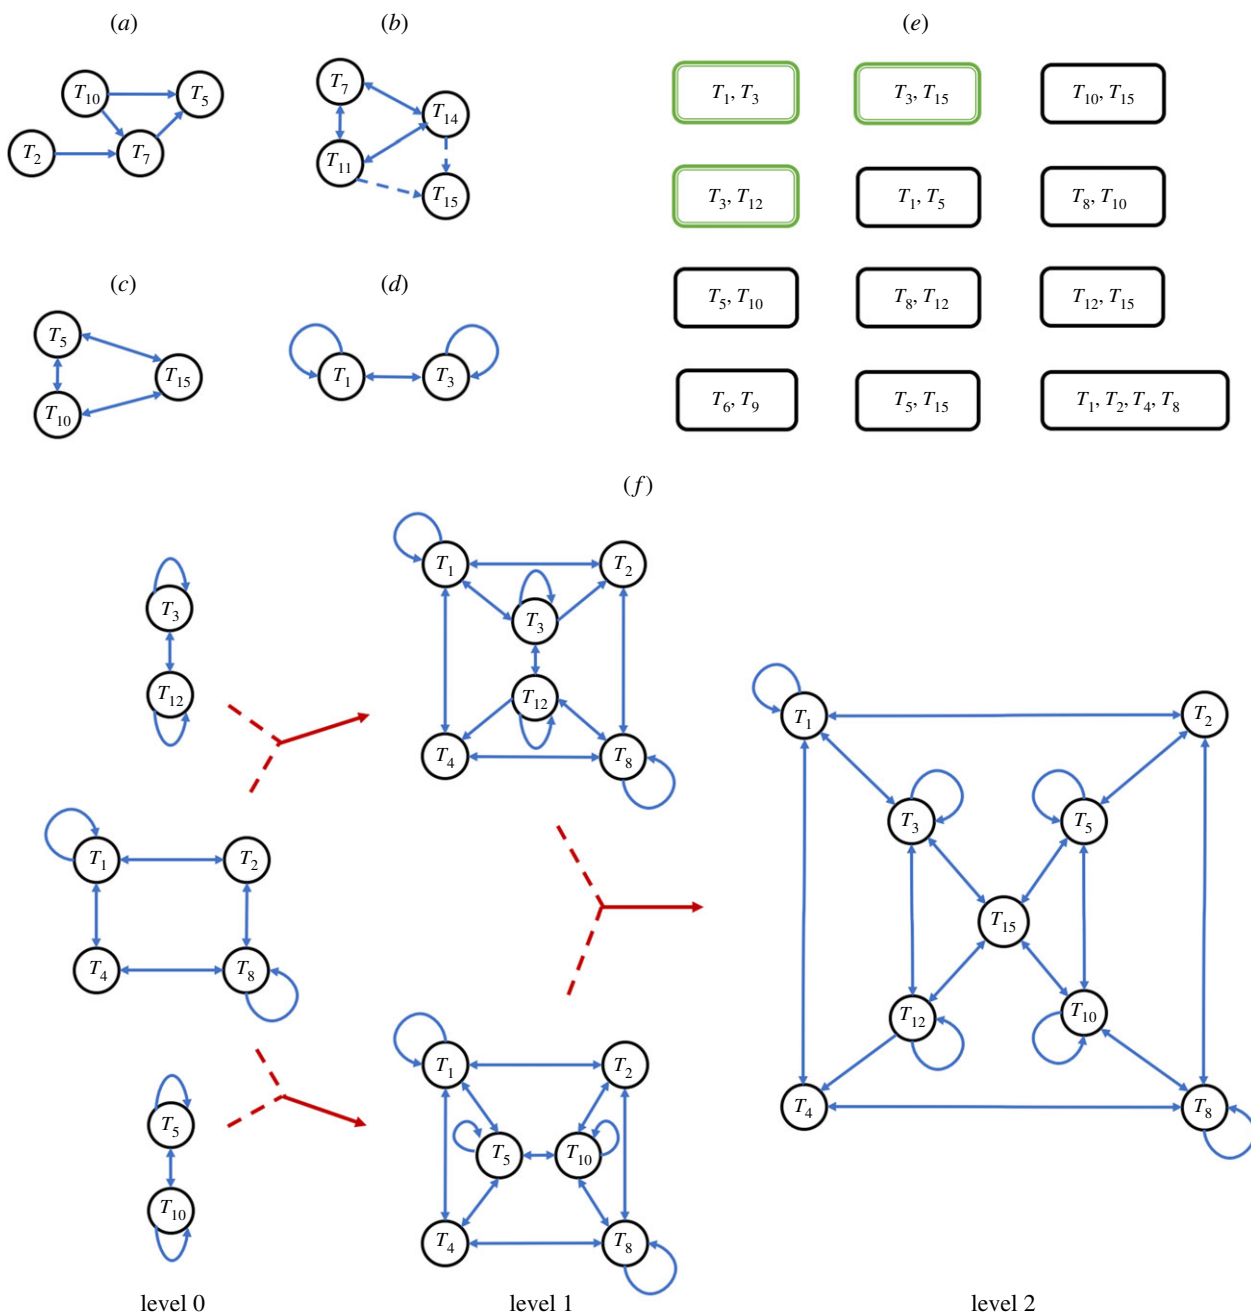 (a)
T10 T5
T2 T7
(b)
T7
T14
T11
T15
(c)
T5
T15
T10
(d)
T1 T3
(e)
T1, T3 T3, T15 T10, T15
T3, T12 T1, T5 T8, T10
T5, T10 T8, T12 T12, T15
T6, T9 T5, T15 T1, T2, T4, T8
(f)
T3
T12
T1 T2
T4 T8
T5
T10
level 0
T1 T2
T3
T12
T4 T8
T1 T2
T5 T10
T4 T8
level 1
T1 T2
T3 T5
T15
T12 T10
T4 T8
level 2